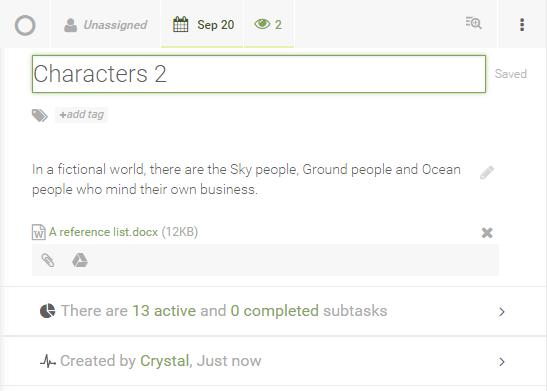 Unassigned Sep 20 2
Characters 2
Saved
+add tag
In a fictional world, there are the Sky people, Ground people and Ocean
people who mind their own business.
A reference list.docx (12KB)
There are 13 active and 0 completed subtasks
Created by Crystal, Just now